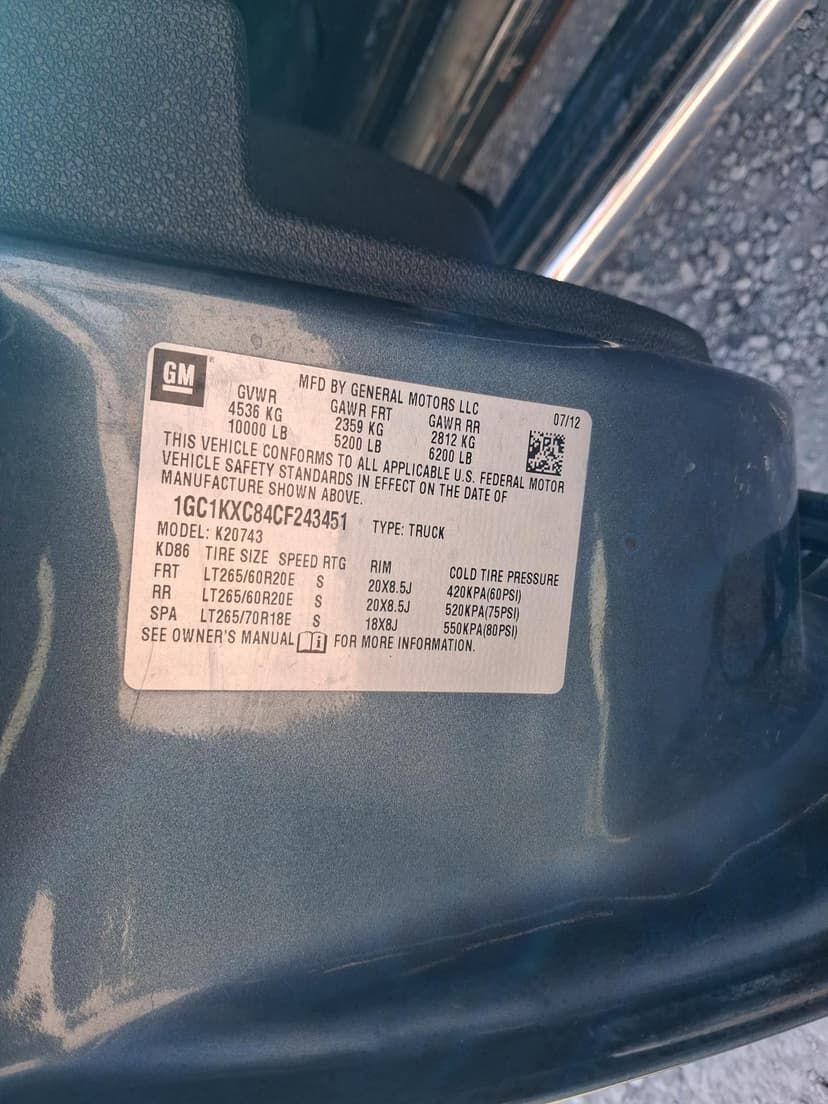 GM
MFD BY GENERAL MOTORS LLC 07/12
GVWR GAWR FRT GAWR RR
4536 KG 2359 KG 2812 KG
10000 LB 5200 LB 6200 LB
THIS VEHICLE CONFORMS TO ALL APPLICABLE U.S. FEDERAL MOTOR
VEHICLE SAFETY STANDARDS IN EFFECT ON THE DATE OF
MANUFACTURE SHOWN ABOVE.
1GC1KXC84CF243451 TYPE: TRUCK
MODEL: K20743
KD86 TIRE SIZE SPEED RTG RIM COLD TIRE PRESSURE
FRT LT265/60R20E S 20X8.5J 420KPA(60PSI)
RR LT265/60R20E S 20X8.5J 520KPA(75PSI)
SPA LT265/70R18E S 18X8J 550KPA(80PSI)
SEE OWNER'S MANUAL FOR MORE INFORMATION.